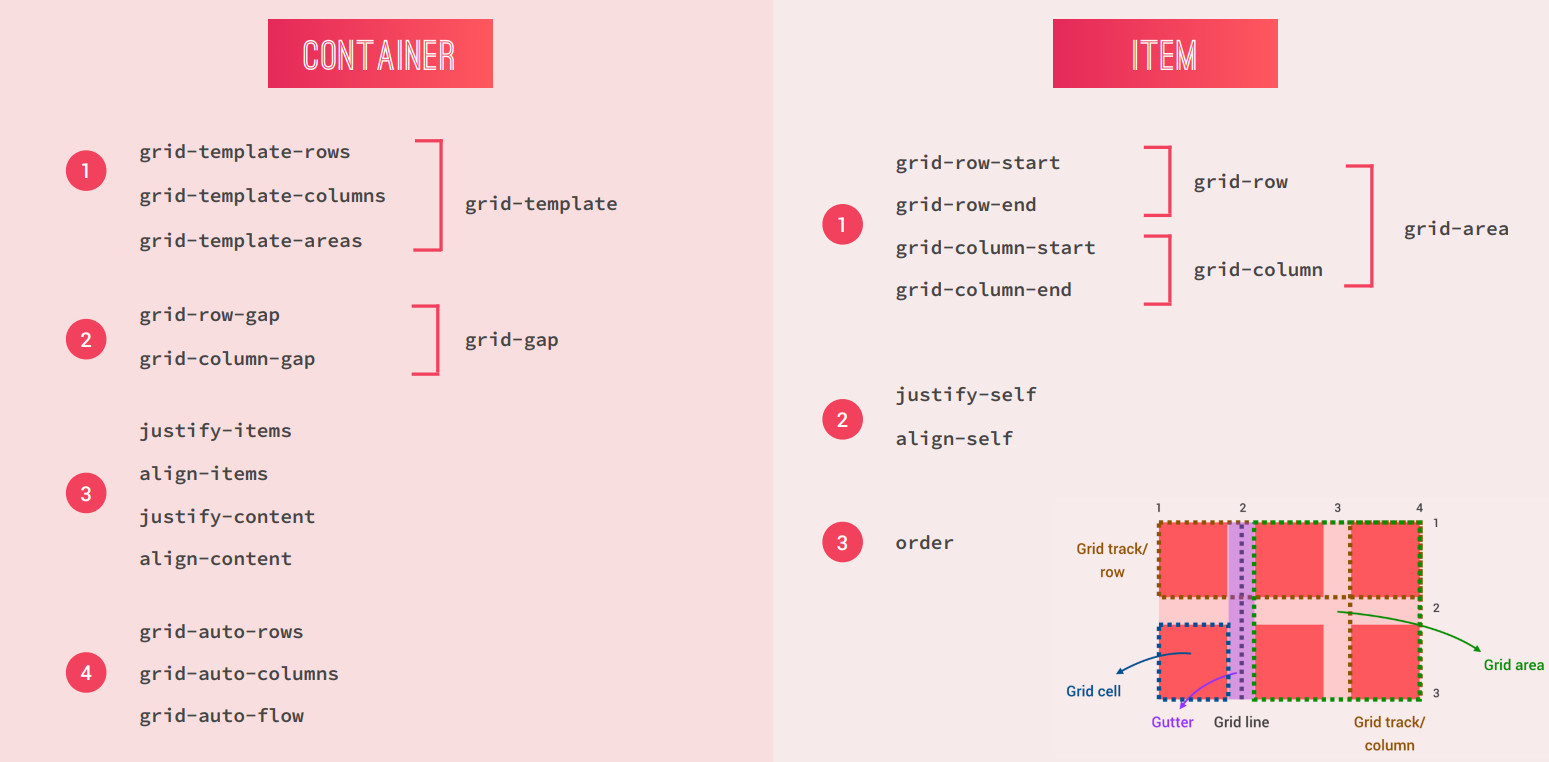 CONTAINER
1
grid-template-rows
grid-template-columns
grid-template-areas
grid-template
2
grid-row-gap
grid-column-gap
grid-gap
3
justify-items
align-items
justify-content
align-content
4
grid-auto-rows
grid-auto-columns
grid-auto-flow
ITEM
1
grid-row-start
grid-row-end
grid-column-start
grid-column-end
grid-row
grid-column
grid-area
2
justify-self
align-self
3
order
1 2 3 4
1
2
3
Grid track/
row
Grid cell
Gutter
Grid line
Grid track/
column
Grid area